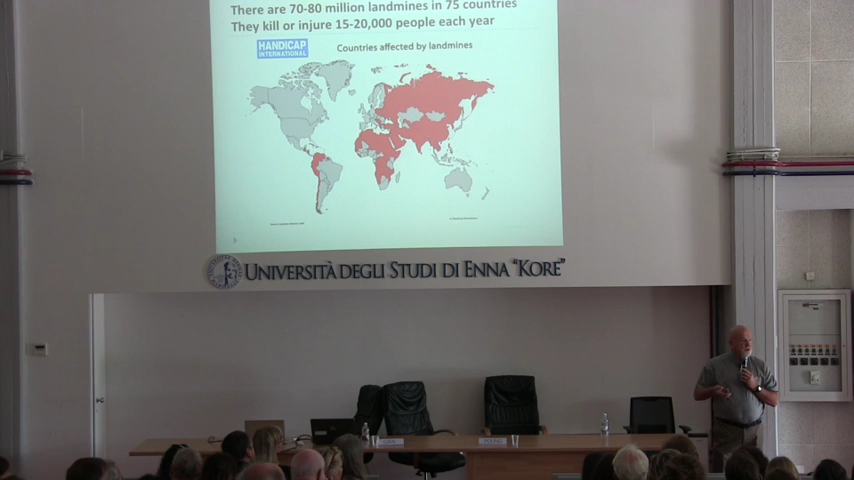 There are 70-80 million landmines in 75 countries
They kill or injure 15-20,000 people each year
HANDICAP
INTERNATIONAL
Countries affected by landmines
UNIVERSITÀ DEGLI STUDI DI ENNA "KORE"